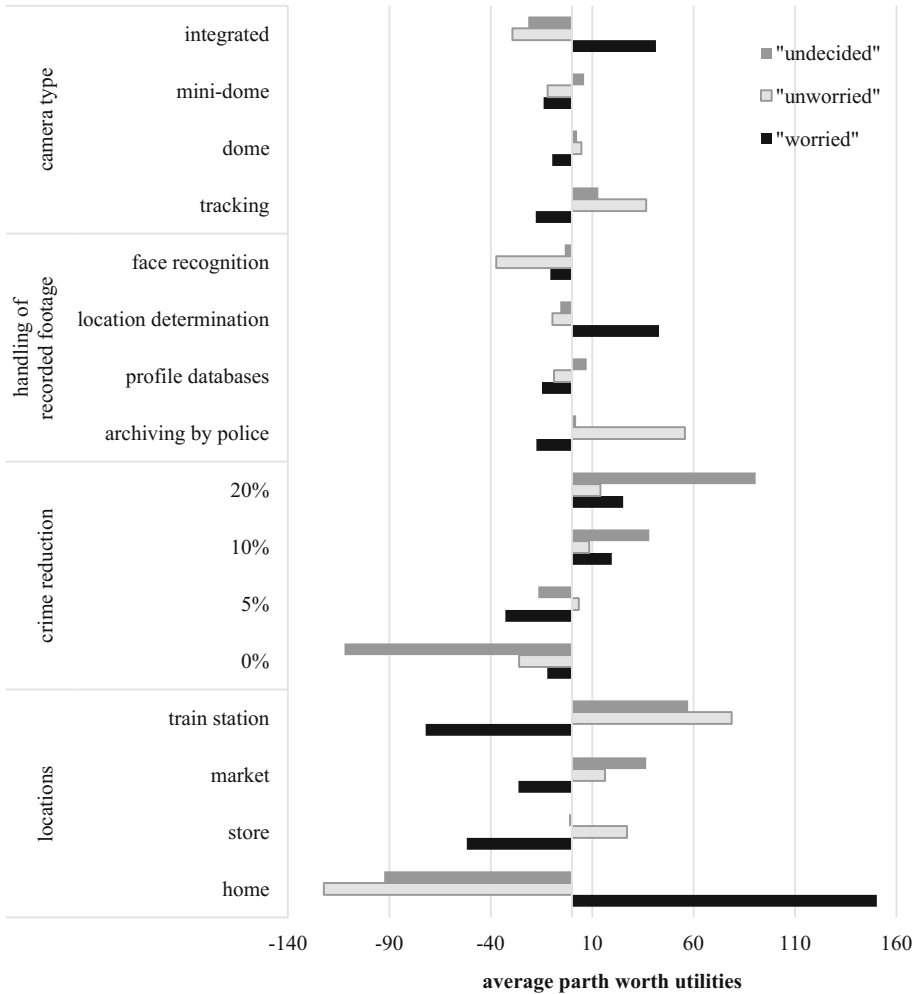 integrated
mini-dome
dome
tracking
camera type
face recognition
location determination
profile databases
archiving by police
handling of
recorded footage
20%
10%
5%
0%
crime reduction
train station
market
store
home
locations
"undecided"
"unworried"
"worried"
-140
-90
-40
10
60
110
160
average parth worth utilities